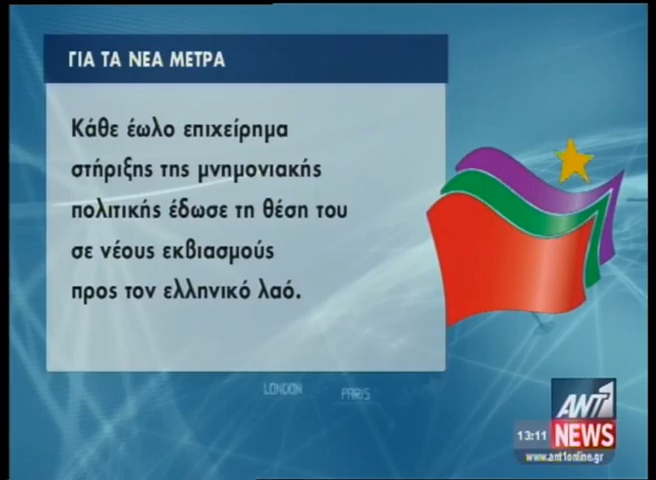 ΓΙΑ ΤΑ ΝΕΑ ΜΕΤΡΑ
Κάθε έωλο επιχείρημα
στήριξης της μνημονιακής
πολιτικής έδωσε τη θέση του
σε νέους εκβιασμούς
προς τον ελληνικό λαό.
LONDON PARIS
ANT1
13:11 NEWS
www.ant1online.gr